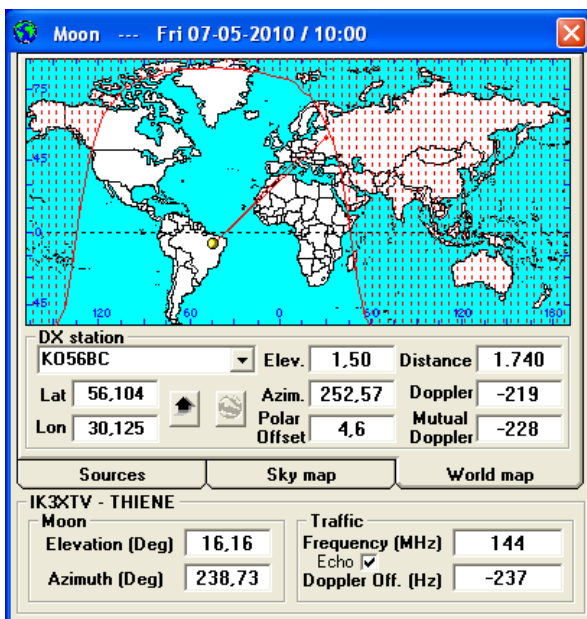 Moon --- Fri 07-05-2010 / 10:00
75
45
0
45
120 60 0 60 120 180
DX station
KO56BC Elev. 1,50 Distance 1.740
Lat 56,104 Azim. 252,57 Doppler -219
Lon 30,125 Polar Offset 4,6 Mutual Doppler -228
Sources Sky map World map
IK3XTV - THIENE
Moon Traffic
Elevation (Deg) 16,16 Frequency (MHz) 144
Echo
Azimuth (Deg) 238,73 Doppler Off. (Hz) -237